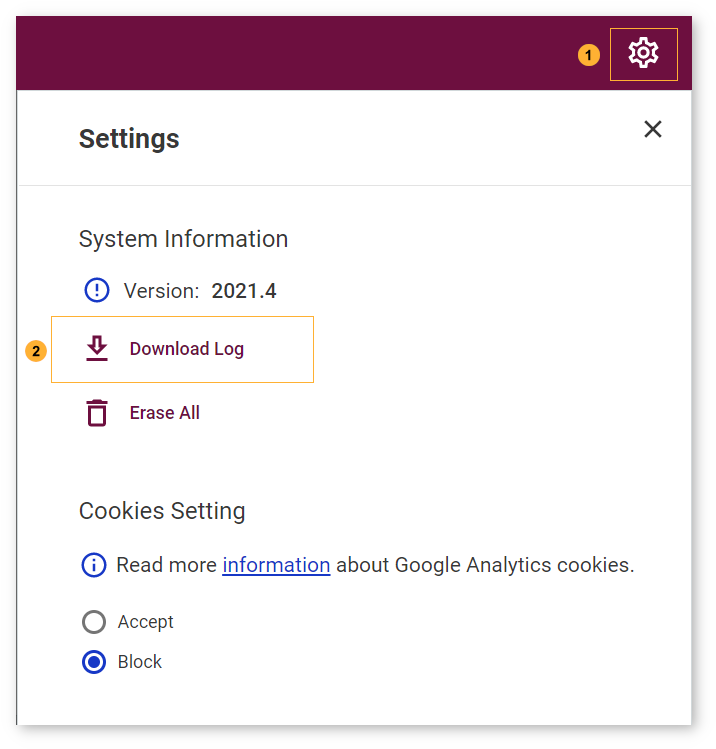 1
Settings
System Information
Version: 2021.4
2 Download Log
Erase All
Cookies Setting
Read more information about Google Analytics cookies.
Accept
Block